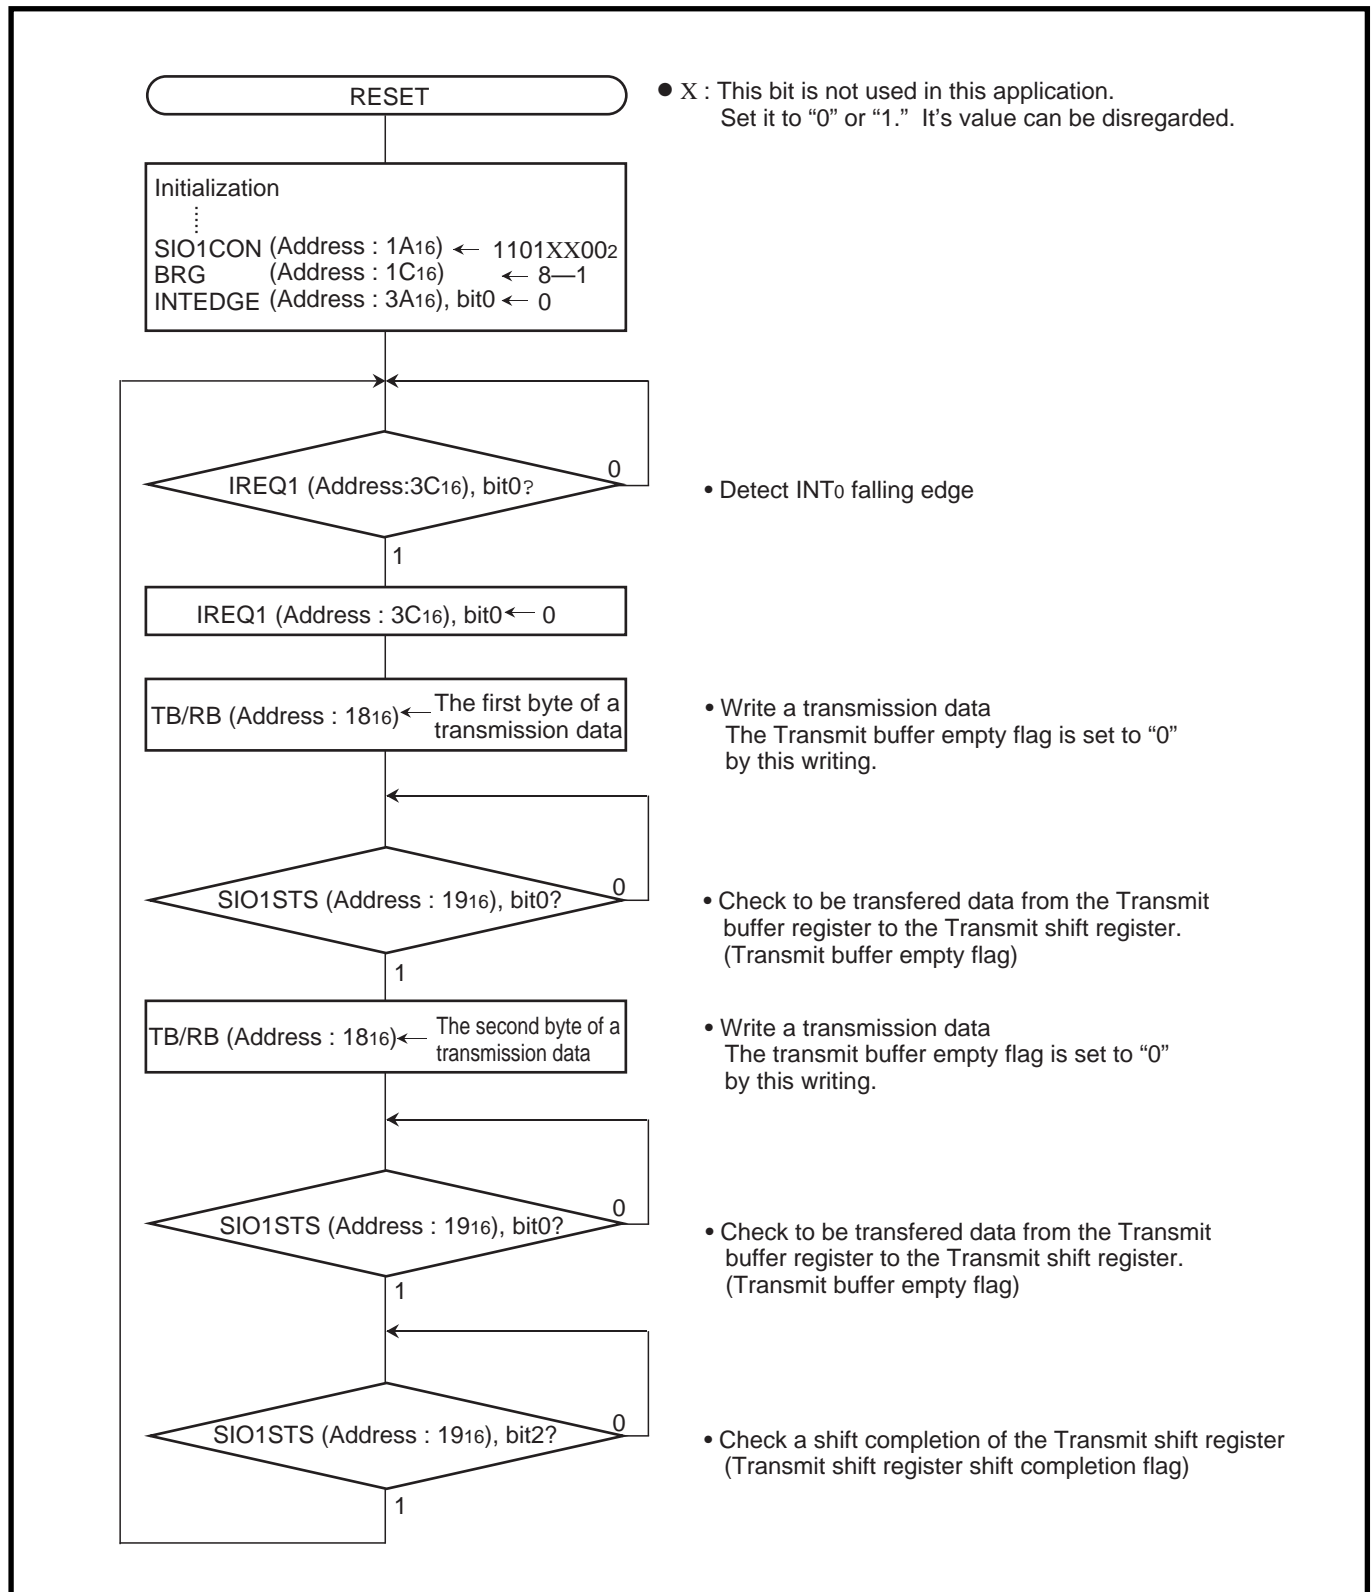 RESET
● X : This bit is not used in this application.
Set it to “0” or “1.” It’s value can be disregarded.
Initialization
SIO1CON (Address : 1A16) ← 1101XX002
BRG (Address : 1C16) ← 8—1
INTEDGE (Address : 3A16), bit0 ← 0
IREQ1 (Address:3C16), bit0?
0
• Detect INT0 falling edge
1
IREQ1 (Address : 3C16), bit0 ← 0
TB/RB (Address : 1816) ← The first byte of a
transmission data
• Write a transmission data
The Transmit buffer empty flag is set to “0”
by this writing.
SIO1STS (Address : 1916), bit0?
0
• Check to be transfered data from the Transmit
buffer register to the Transmit shift register.
(Transmit buffer empty flag)
1
TB/RB (Address : 1816) ← The second byte of a
transmission data
• Write a transmission data
The transmit buffer empty flag is set to “0”
by this writing.
SIO1STS (Address : 1916), bit0?
0
• Check to be transfered data from the Transmit
buffer register to the Transmit shift register.
(Transmit buffer empty flag)
1
SIO1STS (Address : 1916), bit2?
0
• Check a shift completion of the Transmit shift register
(Transmit shift register shift completion flag)
1